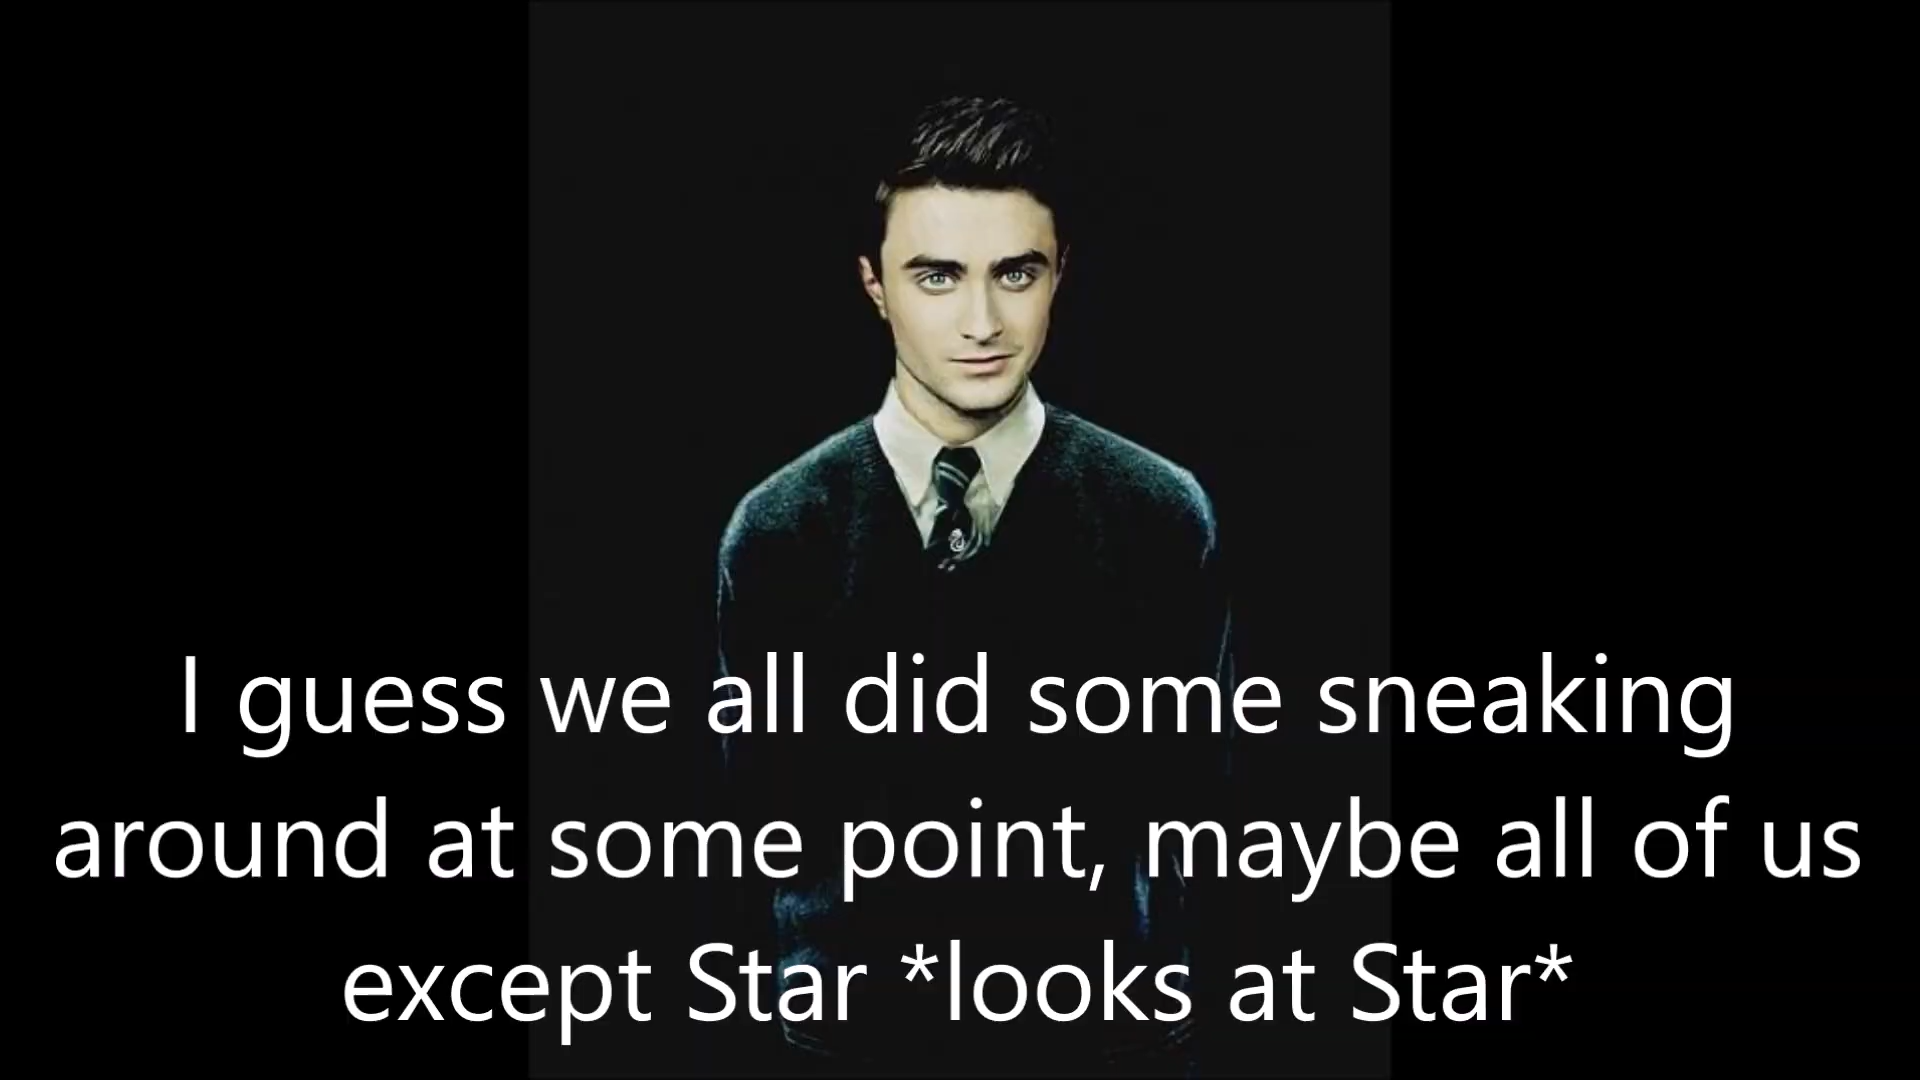 I guess we all did some sneaking
around at some point, maybe all of us
except Star *looks at Star*